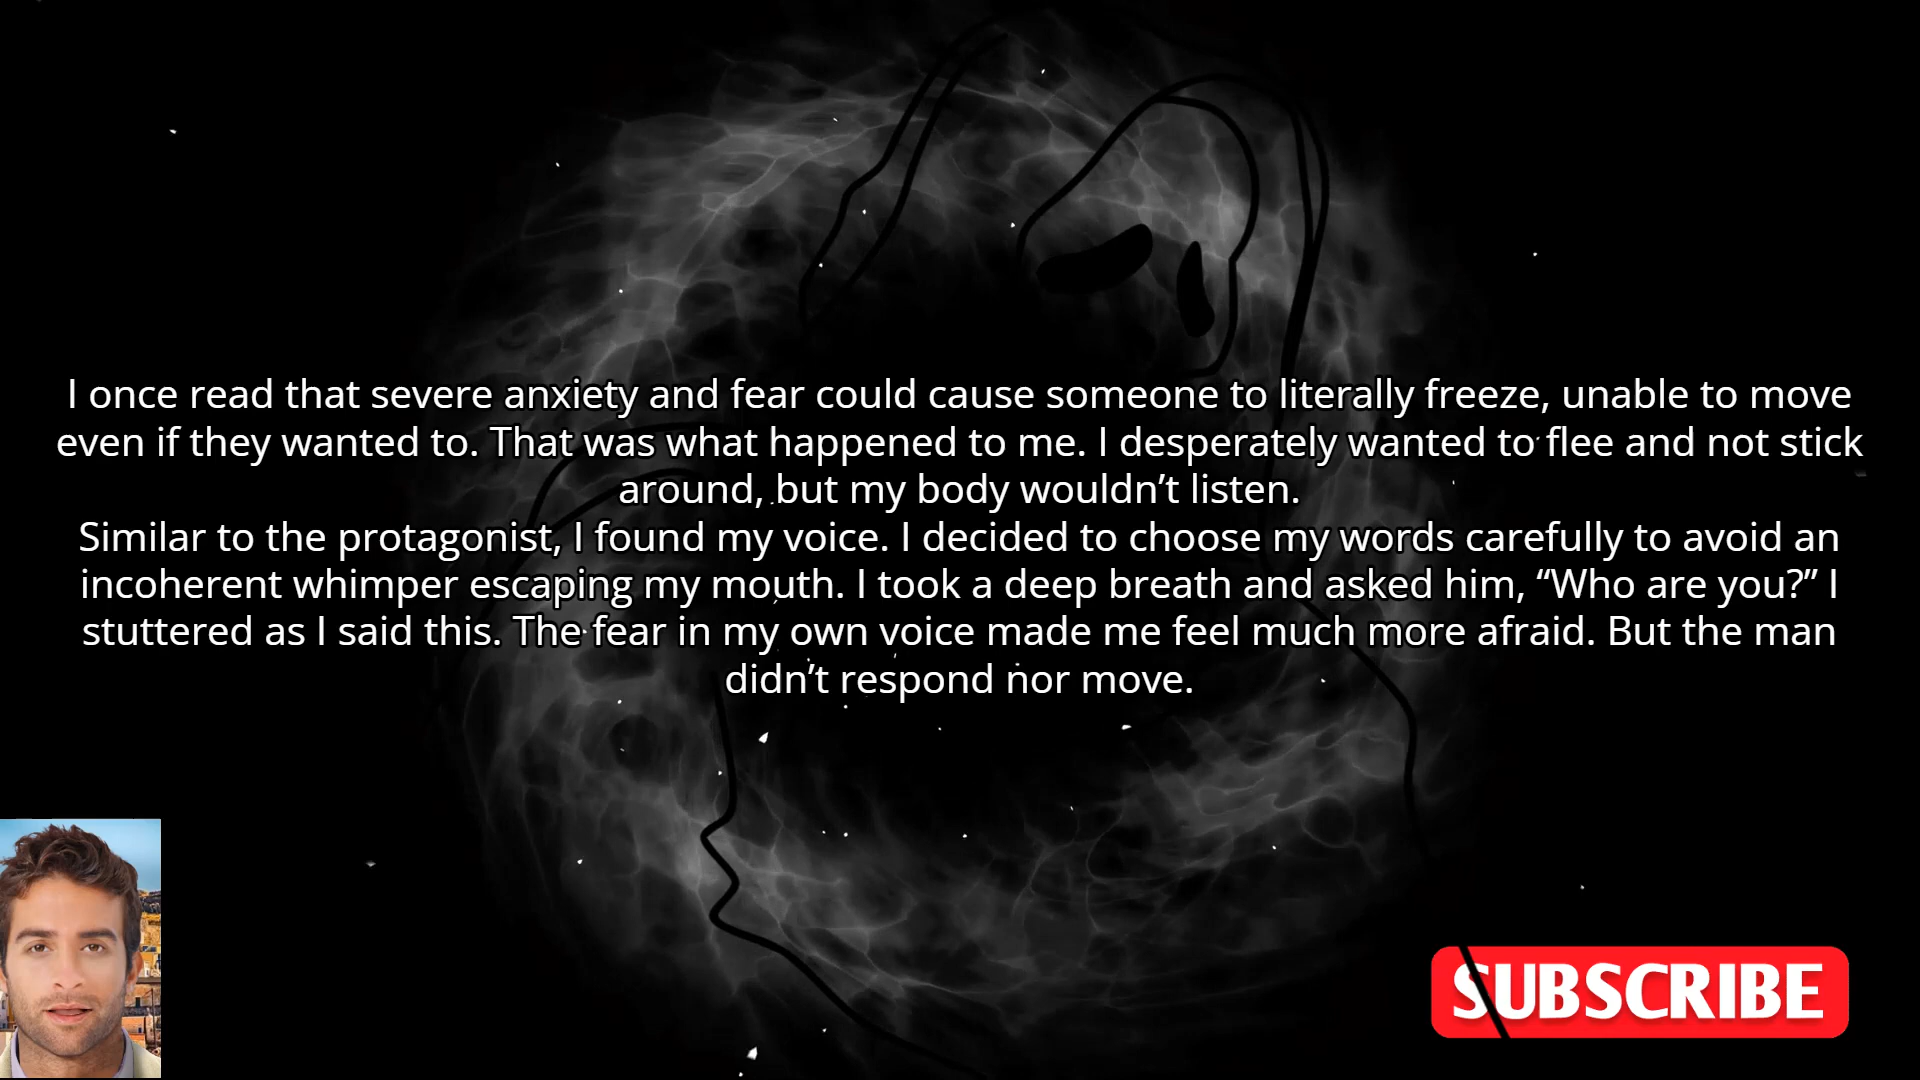 I once read that severe anxiety and fear could cause someone to literally freeze, unable to move
even if they wanted to. That was what happened to me. I desperately wanted to flee and not stick
around, but my body wouldn’t listen.
Similar to the protagonist, I found my voice. I decided to choose my words carefully to avoid an
incoherent whimper escaping my mouth. I took a deep breath and asked him, “Who are you?” I
stuttered as I said this. The fear in my own voice made me feel much more afraid. But the man
didn’t respond nor move.
SUBSCRIBE